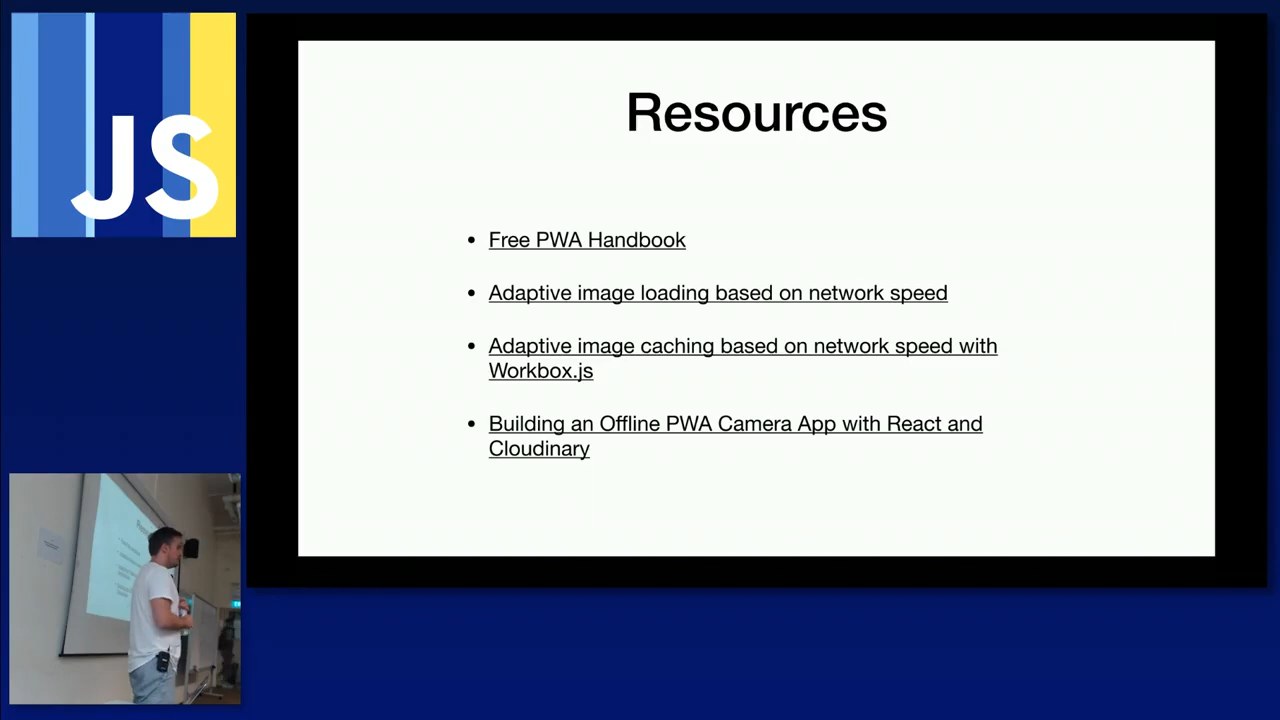 JS
Resources
• Free PWA Handbook
• Adaptive image loading based on network speed
• Adaptive image caching based on network speed with
Workbox.js
• Building an Offline PWA Camera App with React and
Cloudinary